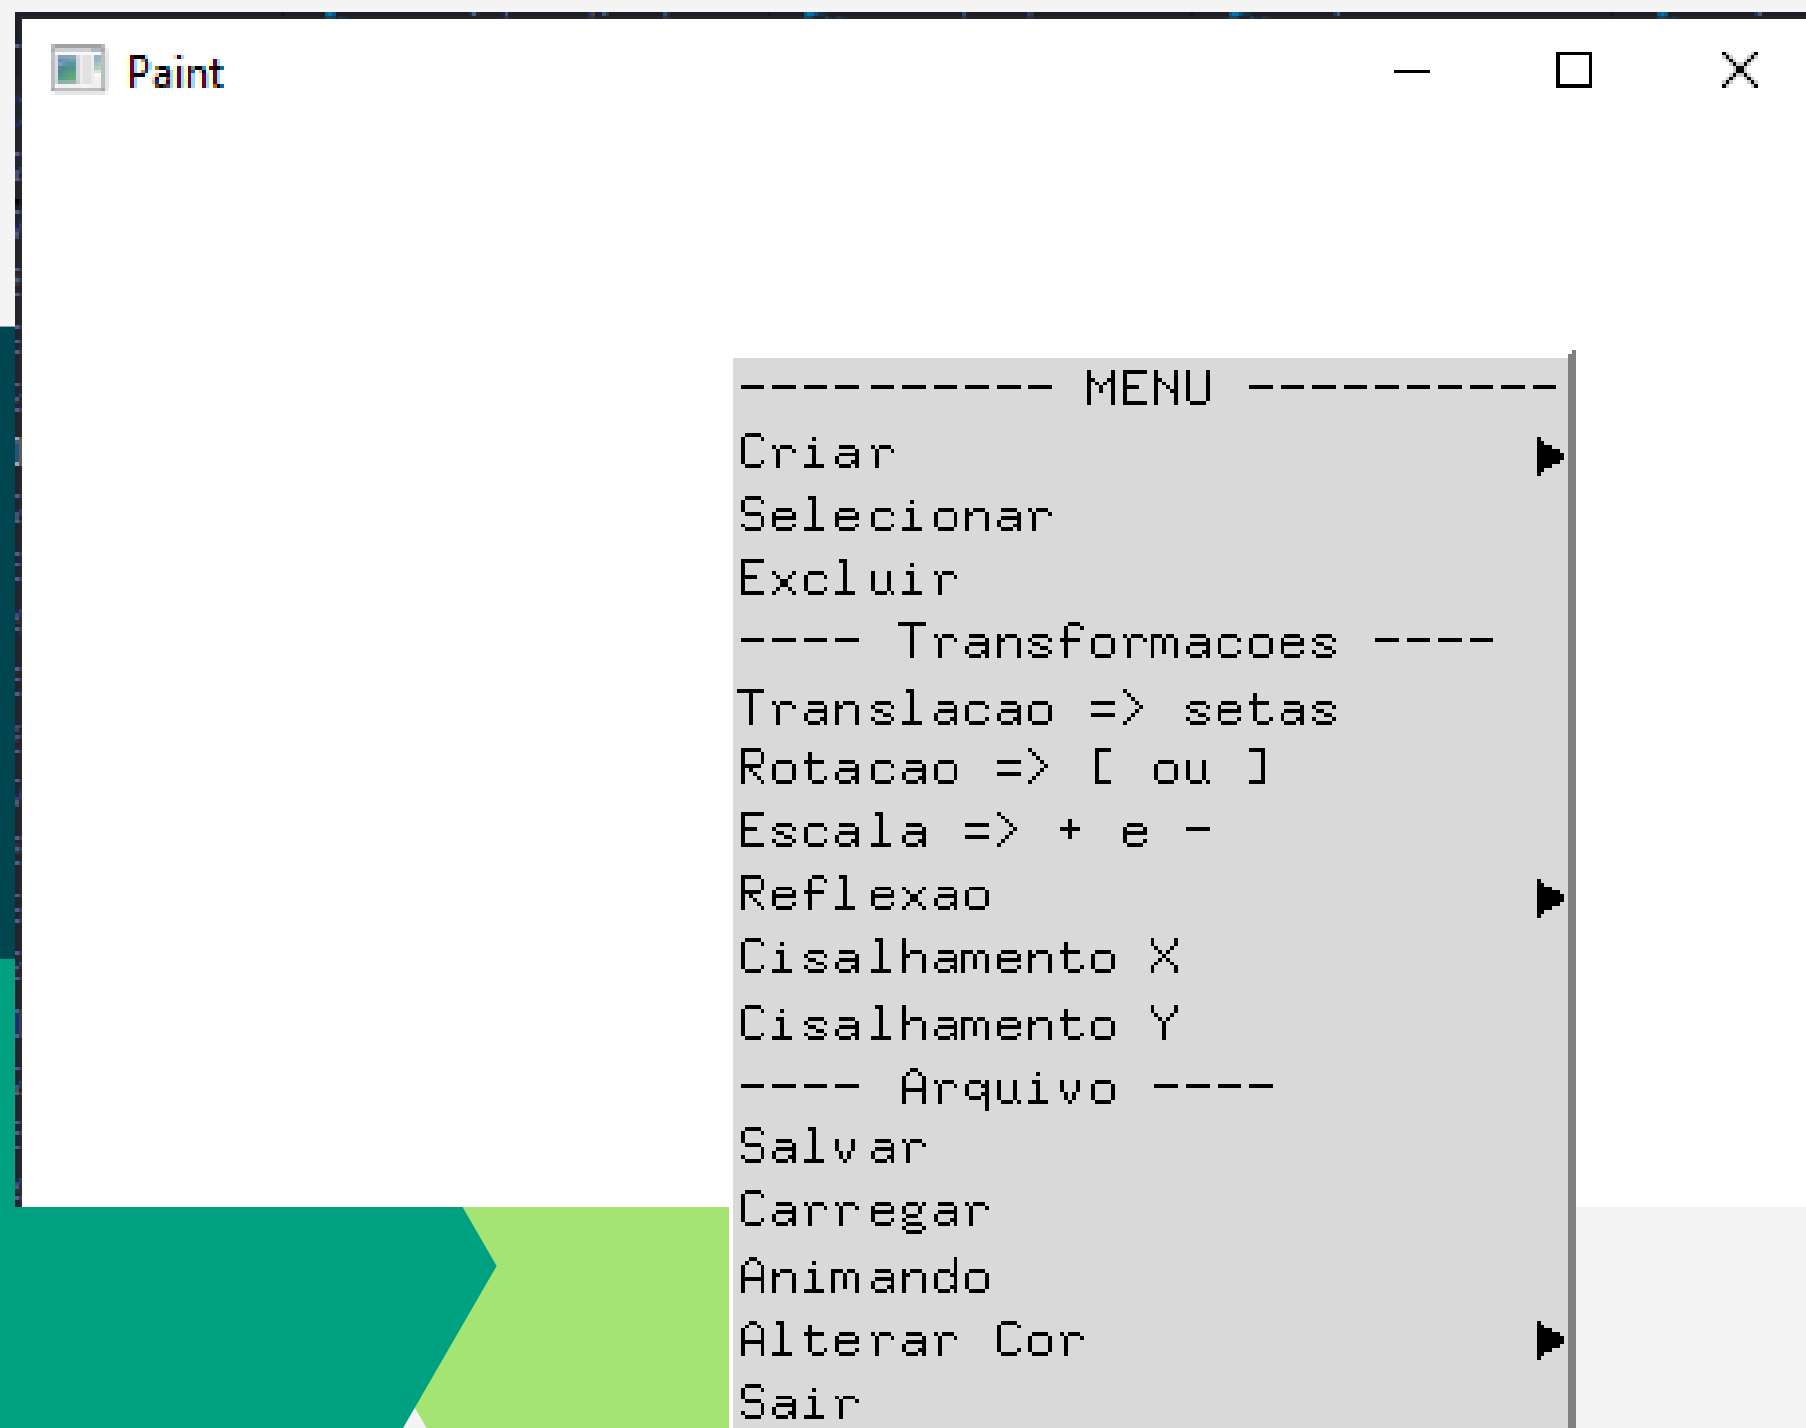 Paint
---------- MENU ----------
Criar
Selecionar
Excluir
---- Transformacoes ----
Translacao => setas
Rotacao => [ ou ]
Escala => + e -
Reflexao
Cisalhamento X
Cisalhamento Y
---- Arquivo ----
Salvar
Carregar
Animando
Alterar Cor
Sair